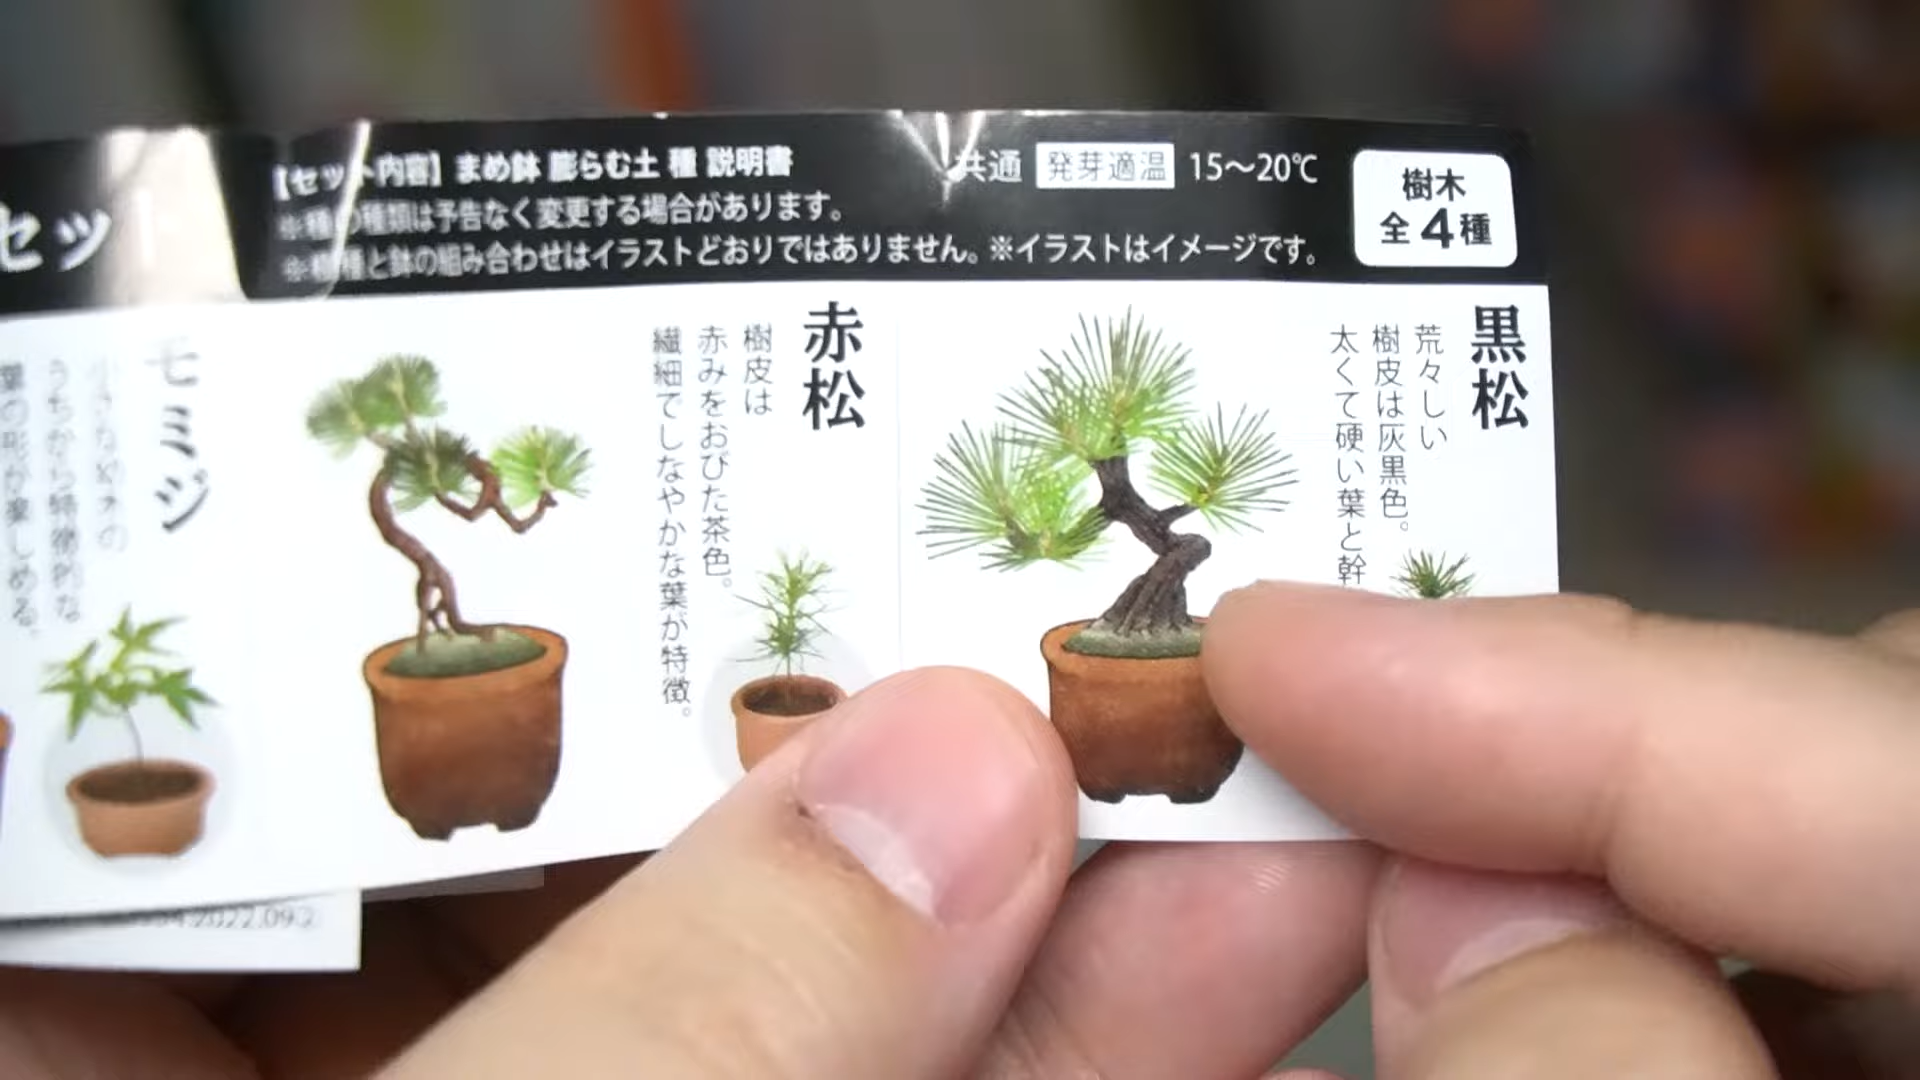 セット
【セット内容】まめ鉢 膨らむ土 種 説明書
※種の種類は予告なく変更する場合があります。
※樹種と鉢の組み合わせはイラストどおりではありません。※イラストはイメージです。
共通 発芽適温 15〜20℃
樹木
全4種
黒松
荒々しい
樹皮は灰黒色。
太くて硬い葉と幹
赤松
樹皮は
赤みをおびた茶色。
繊細でしなやかな葉が特徴。
モミジ
うちから特徴的な
葉の形が楽しめる。
2022.09.2